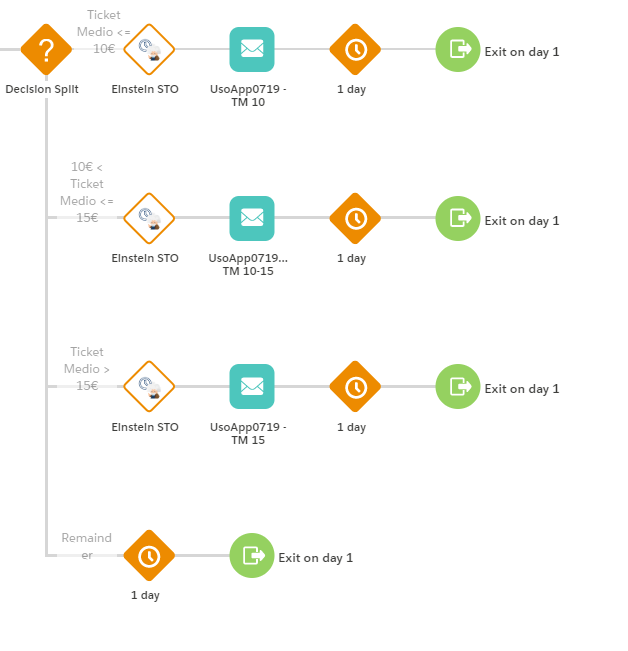 Ticket
Medio <=
10€
Decision Split
Einstein STO
UsoApp0719 -
TM 10
1 day
Exit on day 1
10€ <
Ticket
Medio <=
15€
Einstein STO
UsoApp0719...
TM 10-15
1 day
Exit on day 1
Ticket
Medio >
15€
Einstein STO
UsoApp0719 -
TM 15
1 day
Exit on day 1
Remaind
er
1 day
Exit on day 1